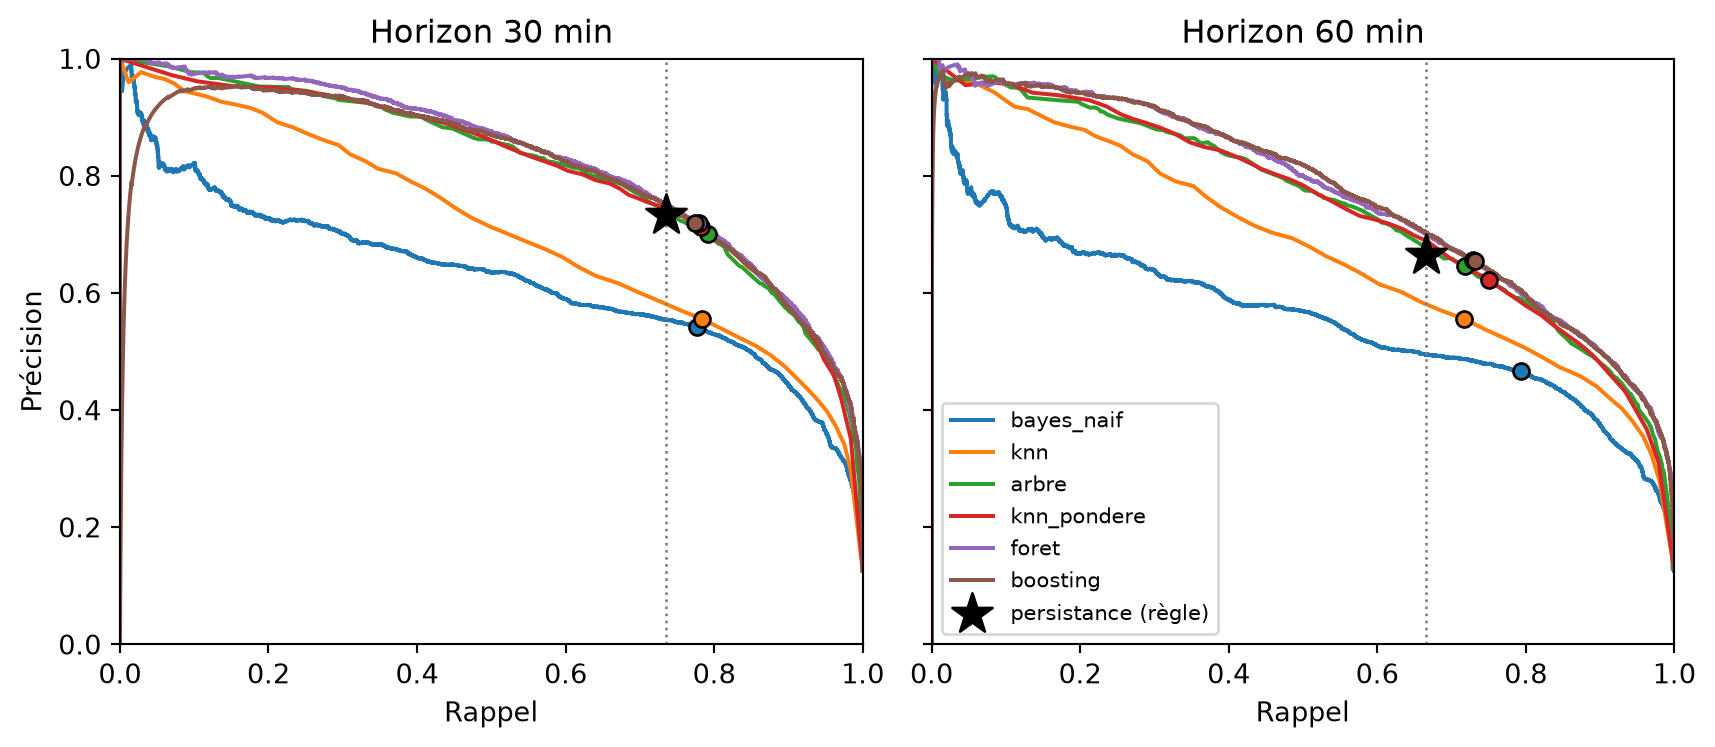 Horizon 30 min
Horizon 60 min
Précision
1.0
0.8
0.6
0.4
0.2
0.0
0.0 0.2 0.4 0.6 0.8 1.0
Rappel
bayes_naif
knn
arbre
knn_pondere
foret
boosting
persistance (règle)
0.0 0.2 0.4 0.6 0.8 1.0
Rappel